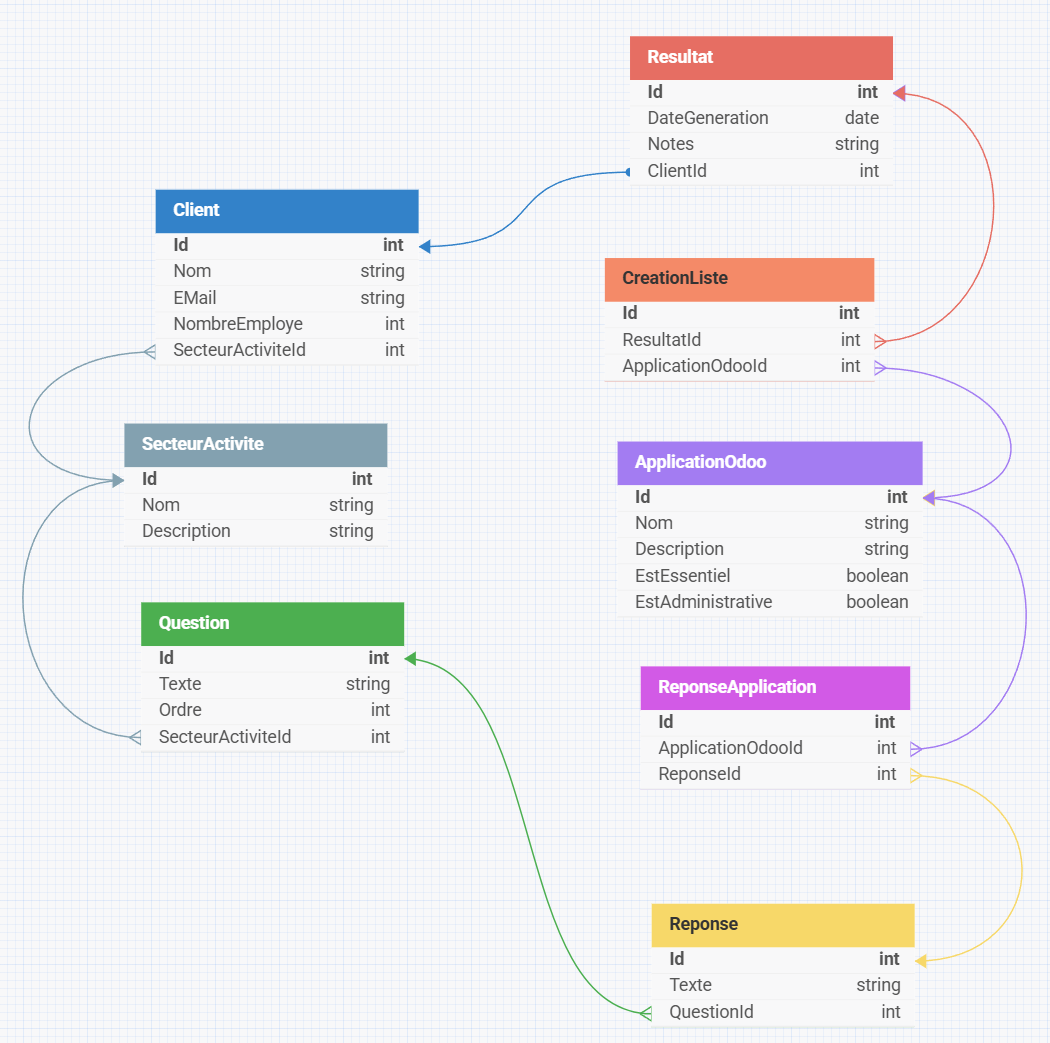 Resultat
Id int
DateGeneration date
Notes string
ClientId int
Client
Id int
Nom string
EMail string
NombreEmploye int
SecteurActiviteId int
CreationListe
Id int
ResultatId int
ApplicationOdooId int
SecteurActivite
Id int
Nom string
Description string
ApplicationOdoo
Id int
Nom string
Description string
EstEssentiel boolean
EstAdministrative boolean
Question
Id int
Texte string
Ordre int
SecteurActiviteId int
ReponseApplication
Id int
ApplicationOdooId int
ReponseId int
Reponse
Id int
Texte string
QuestionId int